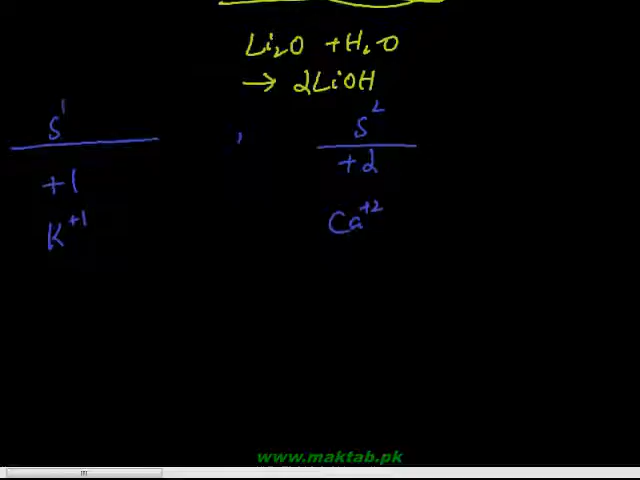 Li₂O + H₂O
→ 2LiOH
s¹ , s²
+1 +2
K⁺¹ Ca⁺²
www.maktab.pk